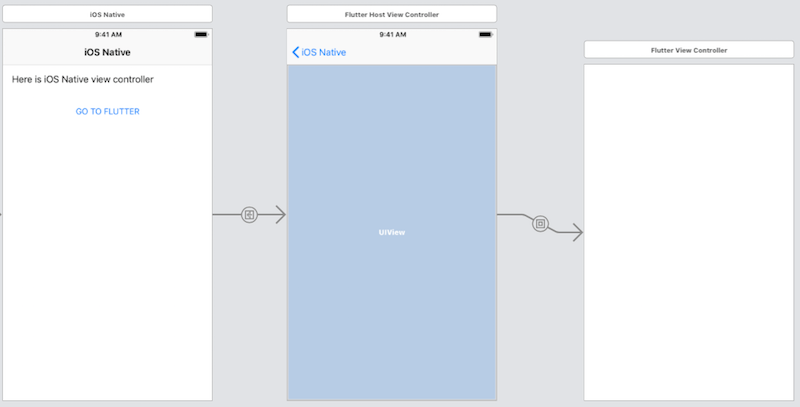 iOS Native
9:41 AM
iOS Native
Here is iOS Native view controller
GO TO FLUTTER
Flutter Host View Controller
9:41 AM
iOS Native
UIView
Flutter View Controller